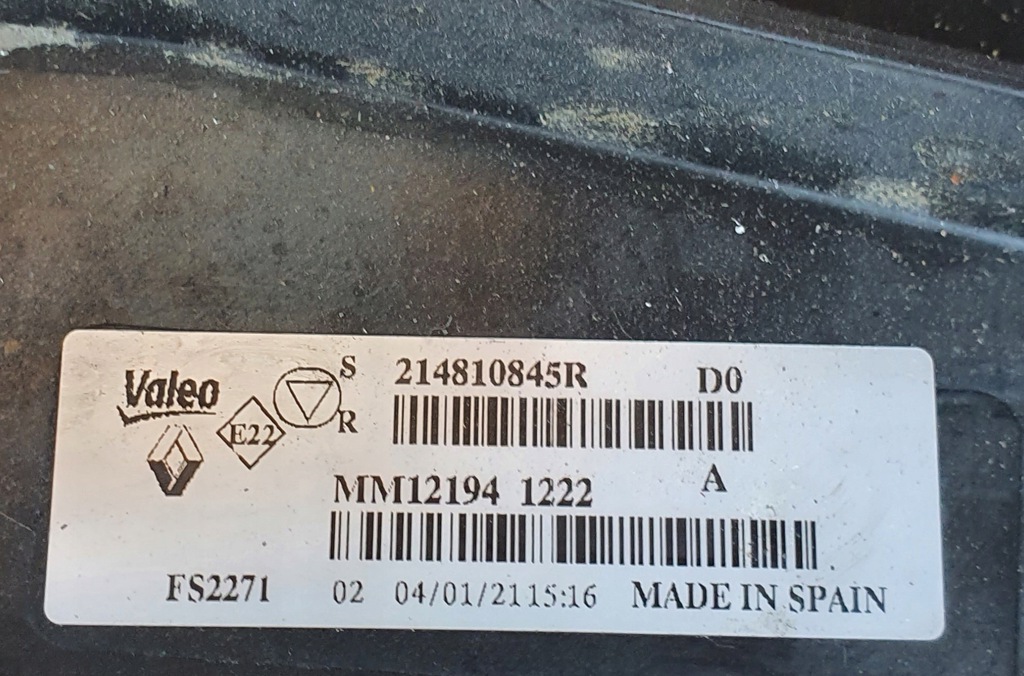 Valeo
E22
S
R
214810845R D0
A
MM12194 1222
FS2271 02 04/01/21 15:16 MADE IN SPAIN